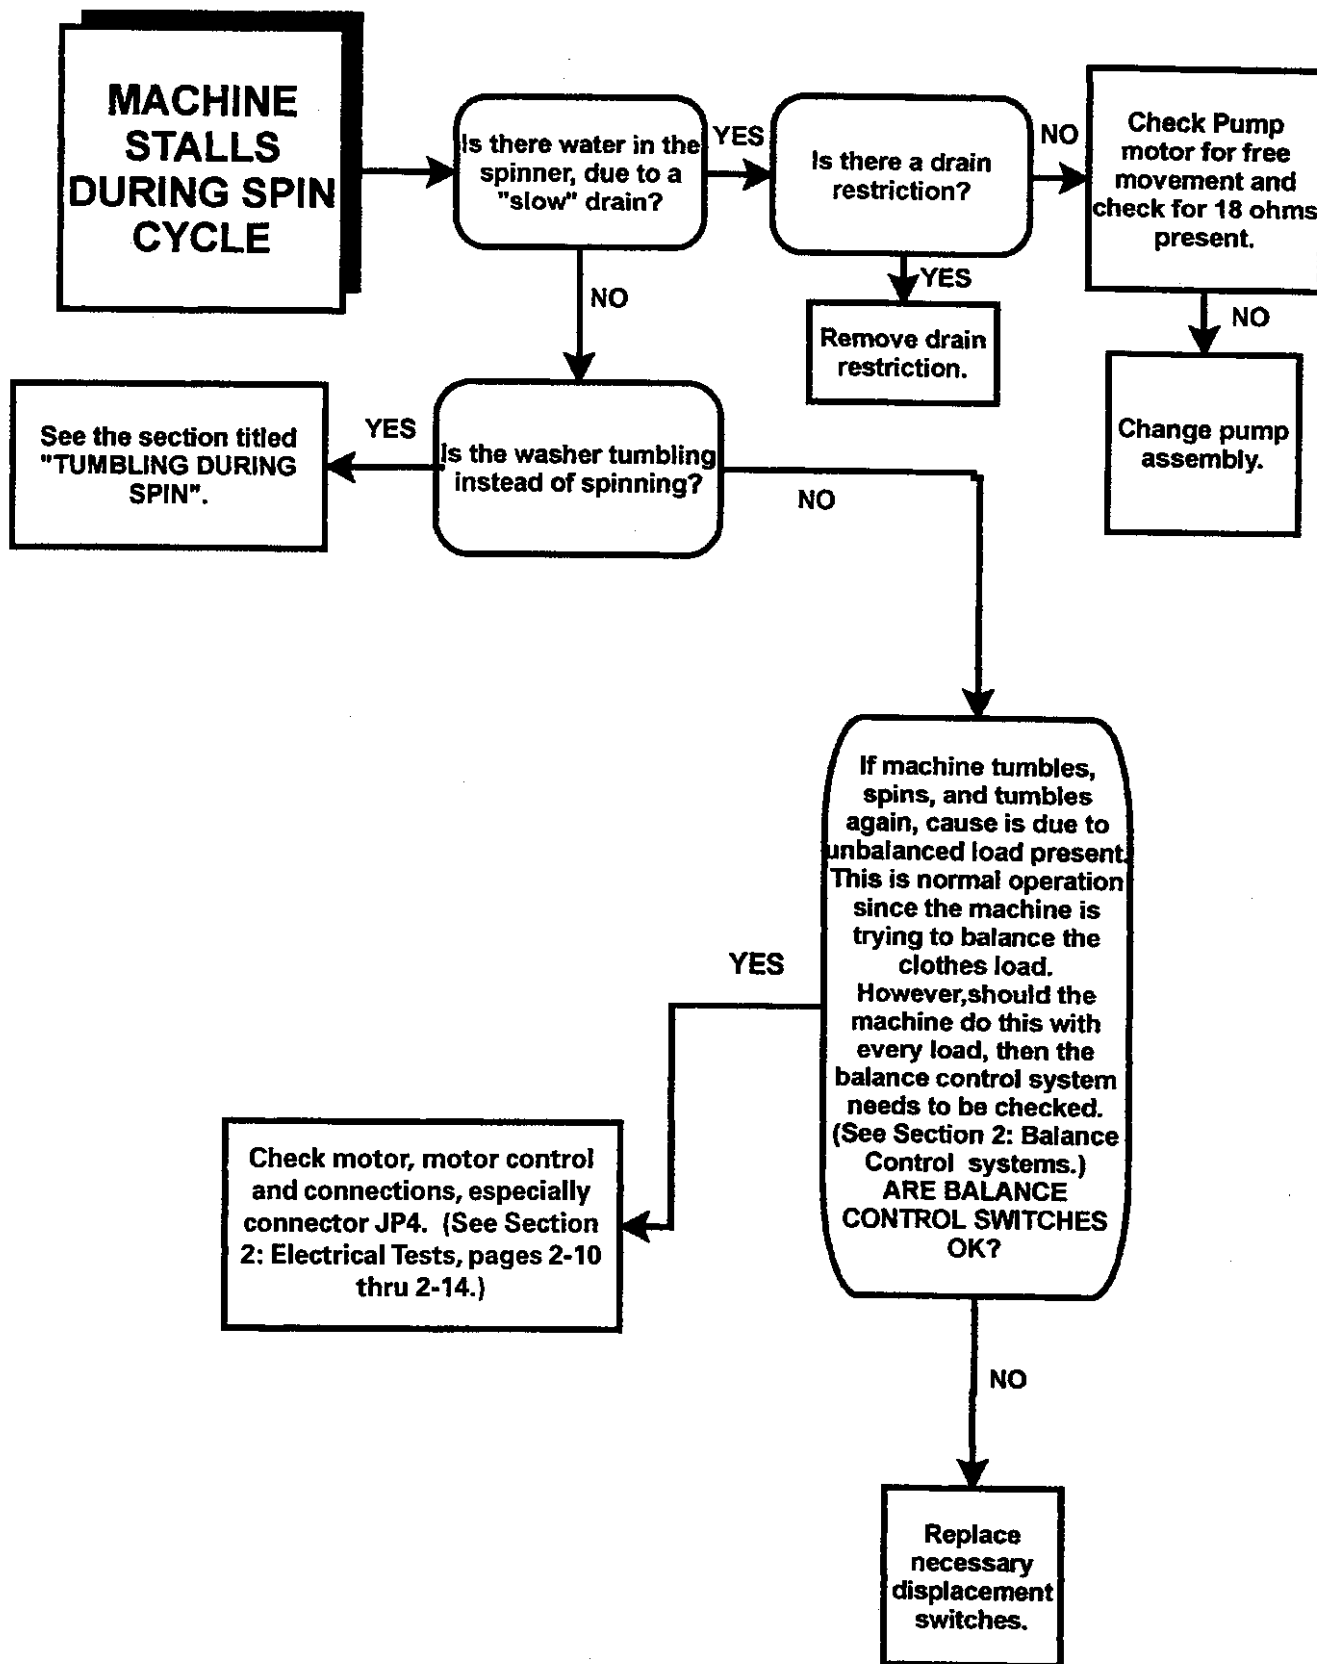 MACHINE
STALLS
DURING SPIN
CYCLE
Is there water in the
spinner, due to a
"slow" drain?
YES
Is there a drain
restriction?
NO
Check Pump
motor for free
movement and
check for 18 ohms
present.
NO
YES
NO
Remove drain
restriction.
Change pump
assembly.
See the section titled
"TUMBLING DURING
SPIN".
YES
Is the washer tumbling
instead of spinning?
NO
If machine tumbles,
spins, and tumbles
again, cause is due to
unbalanced load present.
This is normal operation
since the machine is
trying to balance the
clothes load.
However,should the
machine do this with
every load, then the
balance control system
needs to be checked.
(See Section 2: Balance
Control systems.)
ARE BALANCE
CONTROL SWITCHES
OK?
YES
Check motor, motor control
and connections, especially
connector JP4. (See Section
2: Electrical Tests, pages 2-10
thru 2-14.)
NO
Replace
necessary
displacement
switches.